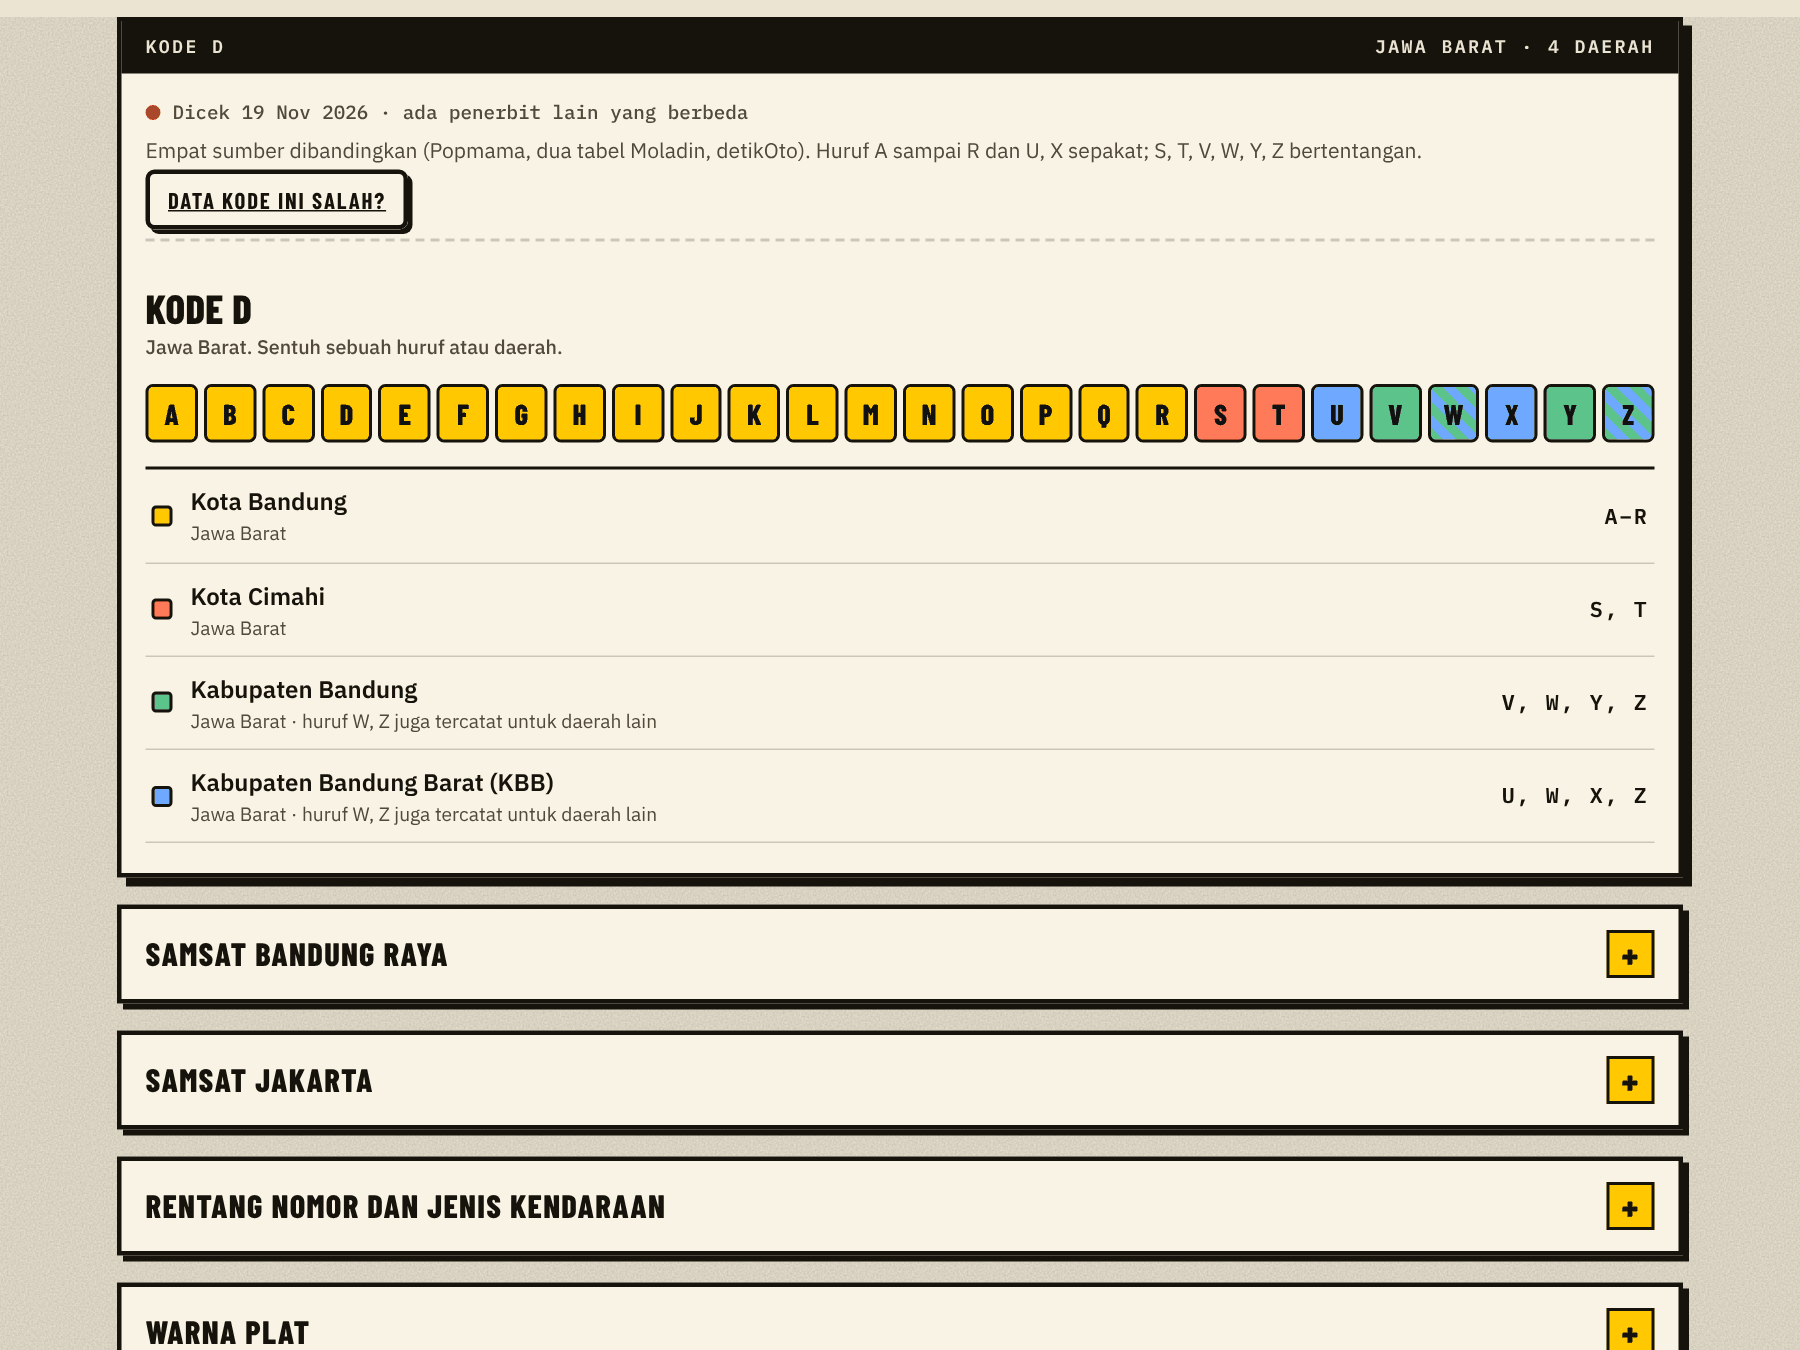 KODE D
JAWA BARAT · 4 DAERAH
Dicek 19 Nov 2026 · ada penerbit lain yang berbeda
Empat sumber dibandingkan (Popmama, dua tabel Moladin, detikOto). Huruf A sampai R dan U, X sepakat; S, T, V, W, Y, Z bertentangan.
DATA KODE INI SALAH?
KODE D
Jawa Barat. Sentuh sebuah huruf atau daerah.
A B C D E F G H I J K L M N O P Q R S T U V W X Y Z
Kota Bandung
Jawa Barat
A–R
Kota Cimahi
Jawa Barat
S, T
Kabupaten Bandung
Jawa Barat · huruf W, Z juga tercatat untuk daerah lain
V, W, Y, Z
Kabupaten Bandung Barat (KBB)
Jawa Barat · huruf W, Z juga tercatat untuk daerah lain
U, W, X, Z
SAMSAT BANDUNG RAYA
+
SAMSAT JAKARTA
+
RENTANG NOMOR DAN JENIS KENDARAAN
+
WARNA PLAT
+